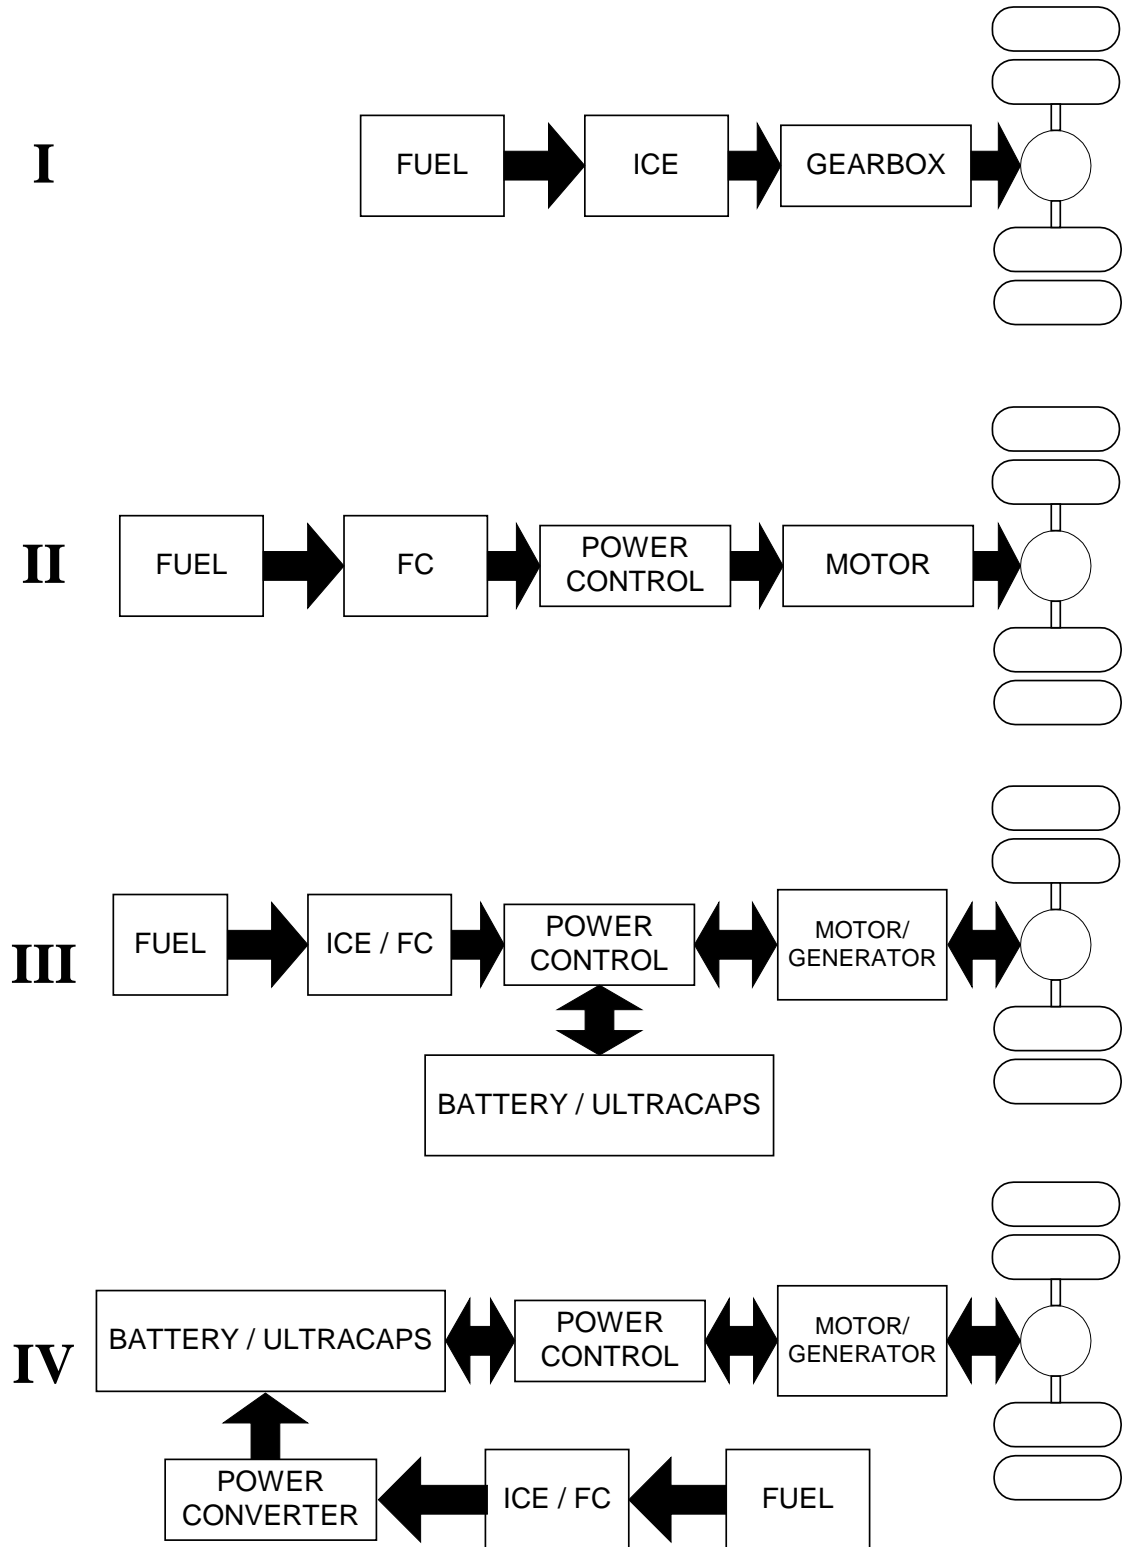 I
FUEL
ICE
GEARBOX
II
FUEL
FC
POWER
CONTROL
MOTOR
III
FUEL
ICE / FC
POWER
CONTROL
MOTOR/
GENERATOR
BATTERY / ULTRACAPS
IV
BATTERY / ULTRACAPS
POWER
CONTROL
MOTOR/
GENERATOR
POWER
CONVERTER
ICE / FC
FUEL